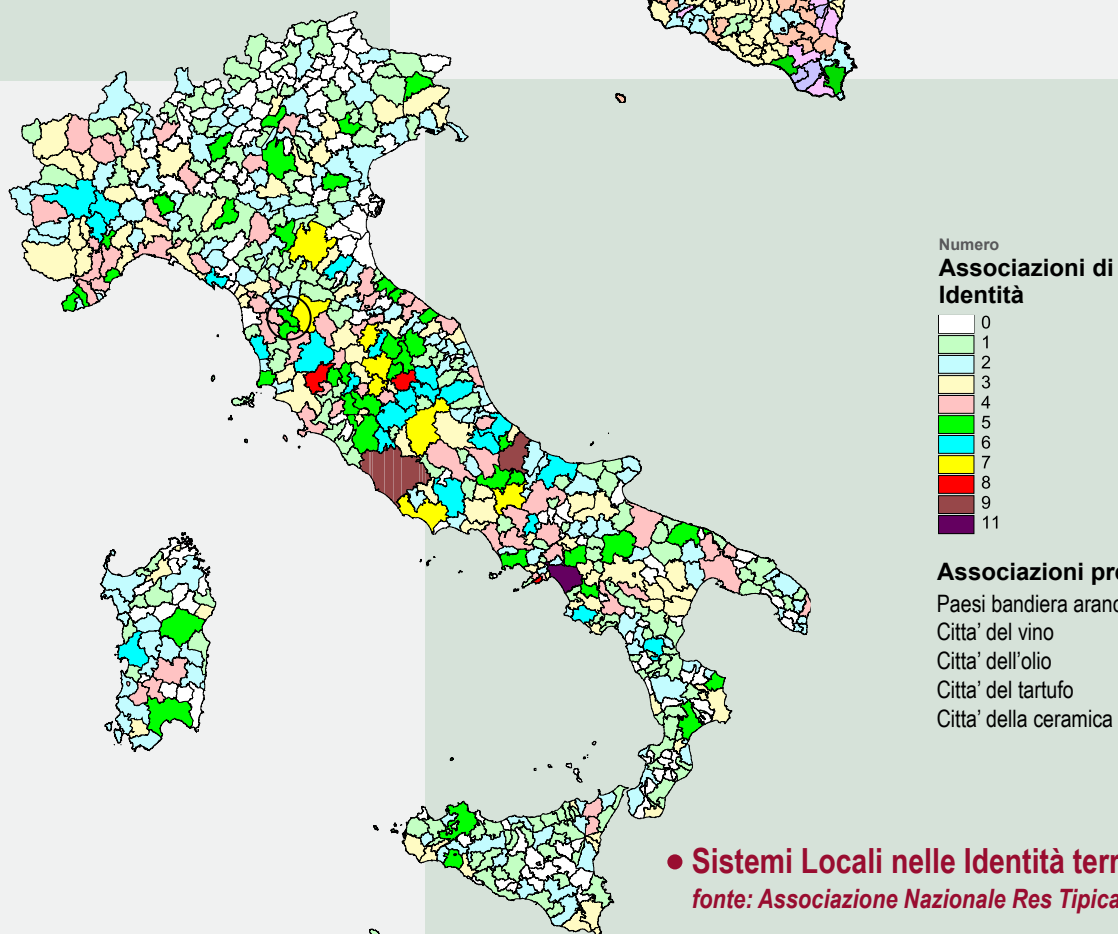 Numero
Associazioni di
Identità
0
1
2
3
4
5
6
7
8
9
11
Associazioni pr
Paesi bandiera aran
Citta' del vino
Citta' dell'olio
Citta' del tartufo
Citta' della ceramica
• Sistemi Locali nelle Identità terr
fonte: Associazione Nazionale Res Tipica